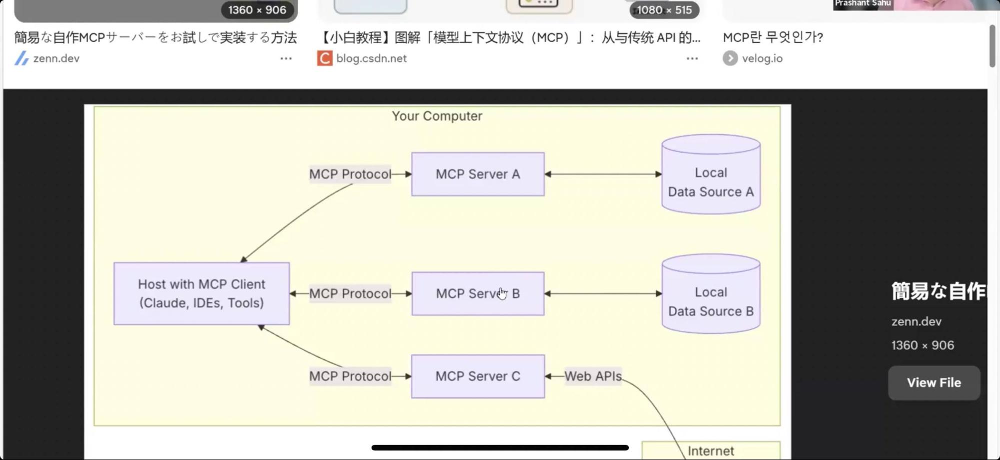 Prashant Sahu
1360 × 906
1080 × 515
簡易な自作MCPサーバーをお試しで実装する方法
【小白教程】图解「模型上下文协议（MCP）」：从与传统 API 的...
MCP란 무엇인가?
zenn.dev
blog.csdn.net
velog.io
Your Computer
MCP Protocol
MCP Server A
Local
Data Source A
Host with MCP Client
(Claude, IDEs, Tools)
MCP Protocol
MCP Server B
Local
Data Source B
MCP Protocol
MCP Server C
Web APIs
Internet
簡易な自作
zenn.dev
1360 × 906
View File